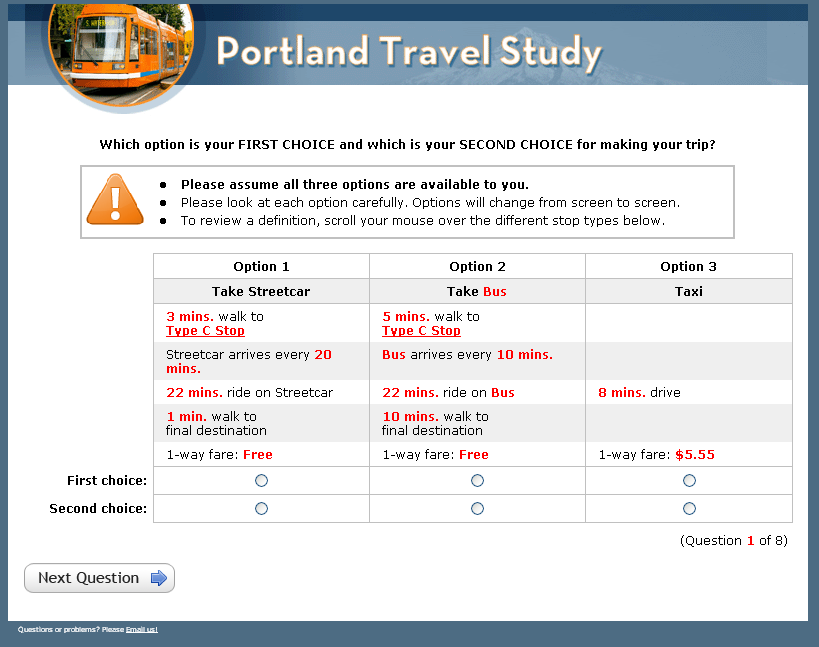 Portland Travel Study
Which option is your FIRST CHOICE and which is your SECOND CHOICE for making your trip?
! 
● Please assume all three options are available to you.
● Please look at each option carefully. Options will change from screen to screen.
● To review a definition, scroll your mouse over the different stop types below.
Option 1 Option 2 Option 3
Take Streetcar Take Bus Taxi
3 mins. walk to 5 mins. walk to
Type C Stop Type C Stop
Streetcar arrives every 20 Bus arrives every 10 mins.
mins.
22 mins. ride on Streetcar 22 mins. ride on Bus 8 mins. drive
1 min. walk to 10 mins. walk to
final destination final destination
1-way fare: Free 1-way fare: Free 1-way fare: $5.55
First choice:
Second choice:
(Question 1 of 8)
Next Question
Questions or problems? Please Email us!